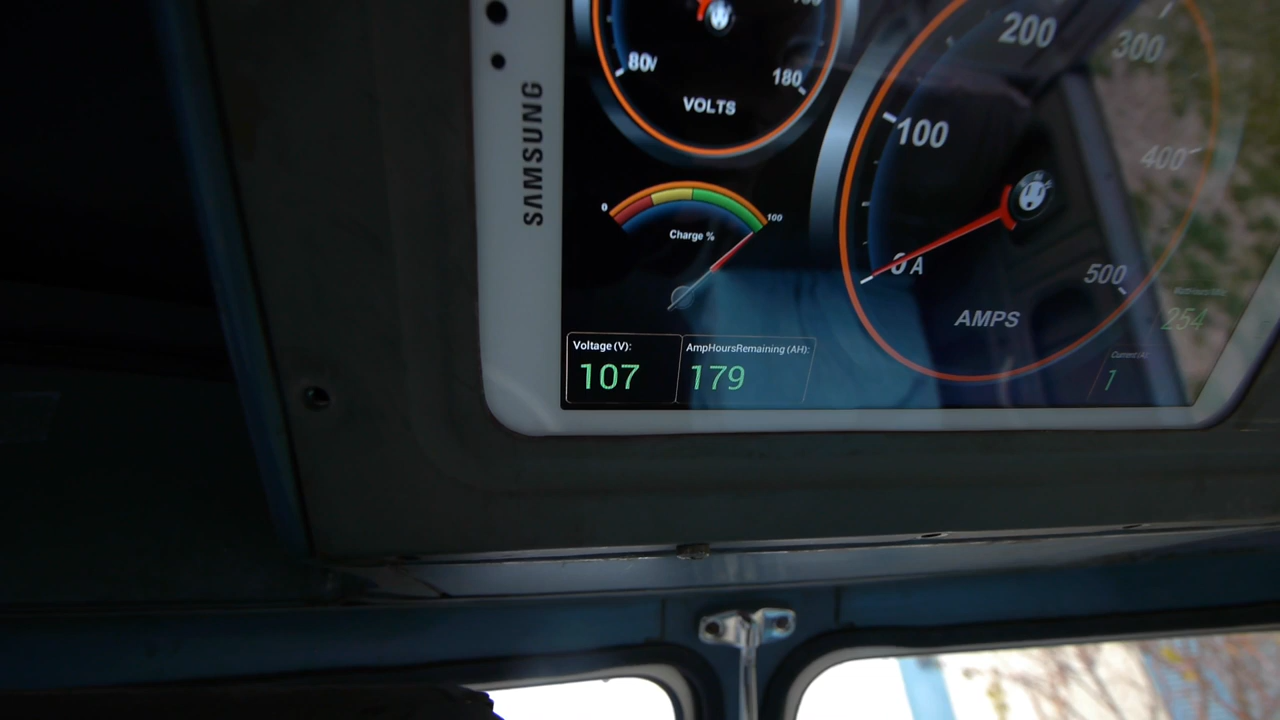 SAMSUNG
80V
180
VOLTS
200
300
100
400
0 A
500
AMPS
0
100
Charge %
Voltage (V):
107
AmpHoursRemaining (AH):
179
254
Current (A):
1